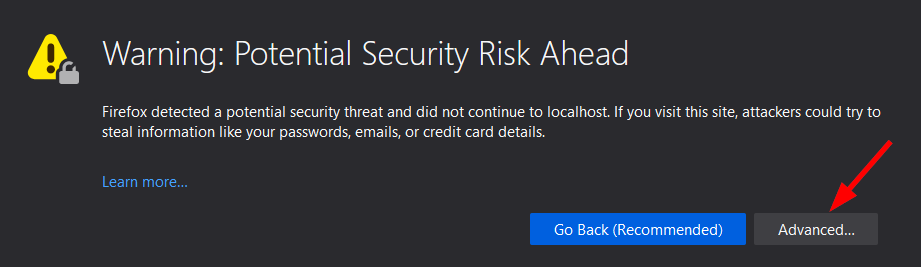 Warning: Potential Security Risk Ahead
Firefox detected a potential security threat and did not continue to localhost. If you visit this site, attackers could try to
steal information like your passwords, emails, or credit card details.
Learn more...
Go Back (Recommended) Advanced...